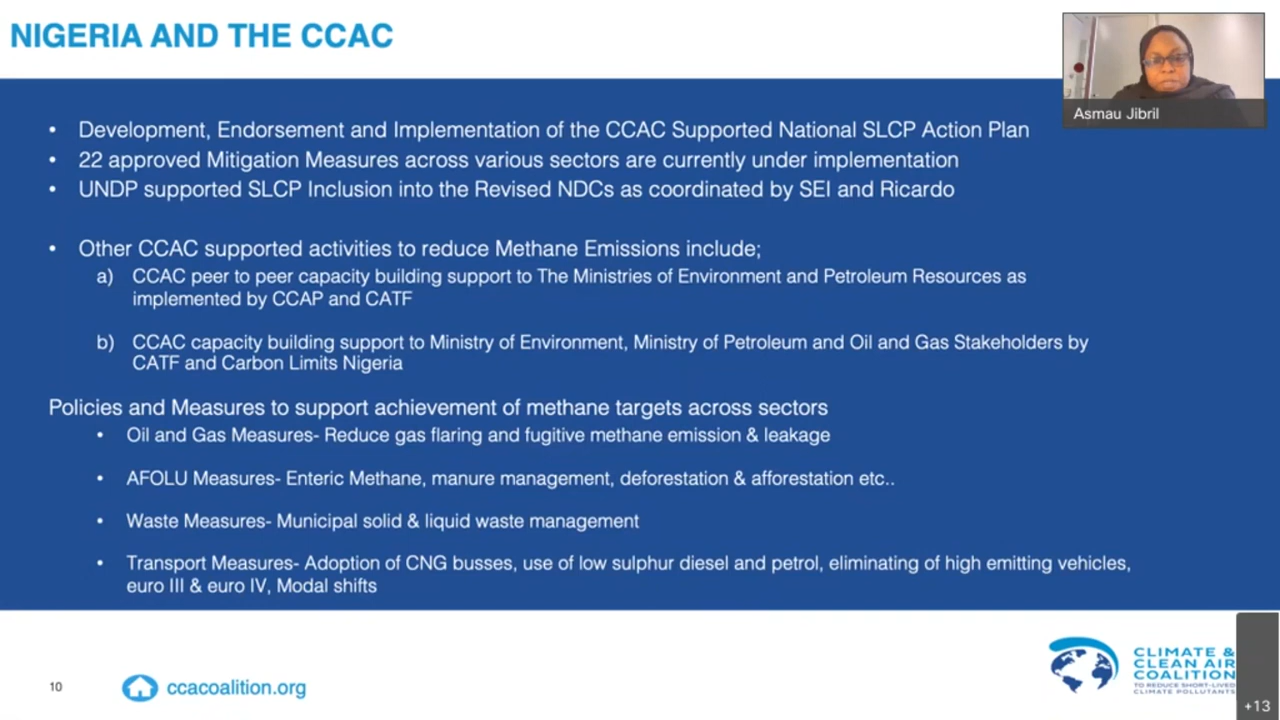 NIGERIA AND THE CCAC
Asmau Jibril
• Development, Endorsement and Implementation of the CCAC Supported National SLCP Action Plan
• 22 approved Mitigation Measures across various sectors are currently under implementation
• UNDP supported SLCP Inclusion into the Revised NDCs as coordinated by SEI and Ricardo
• Other CCAC supported activities to reduce Methane Emissions include;
a) CCAC peer to peer capacity building support to The Ministries of Environment and Petroleum Resources as
implemented by CCAP and CATF
b) CCAC capacity building support to Ministry of Environment, Ministry of Petroleum and Oil and Gas Stakeholders by
CATF and Carbon Limits Nigeria
Policies and Measures to support achievement of methane targets across sectors
• Oil and Gas Measures- Reduce gas flaring and fugitive methane emission & leakage
• AFOLU Measures- Enteric Methane, manure management, deforestation & afforestation etc..
• Waste Measures- Municipal solid & liquid waste management
• Transport Measures- Adoption of CNG busses, use of low sulphur diesel and petrol, eliminating of high emitting vehicles,
euro III & euro IV, Modal shifts
10
ccacoalition.org
CLIMATE &
CLEAN AIR
COALITION
TO REDUCE SHORT-LIVED
CLIMATE POLLUTANTS
+13